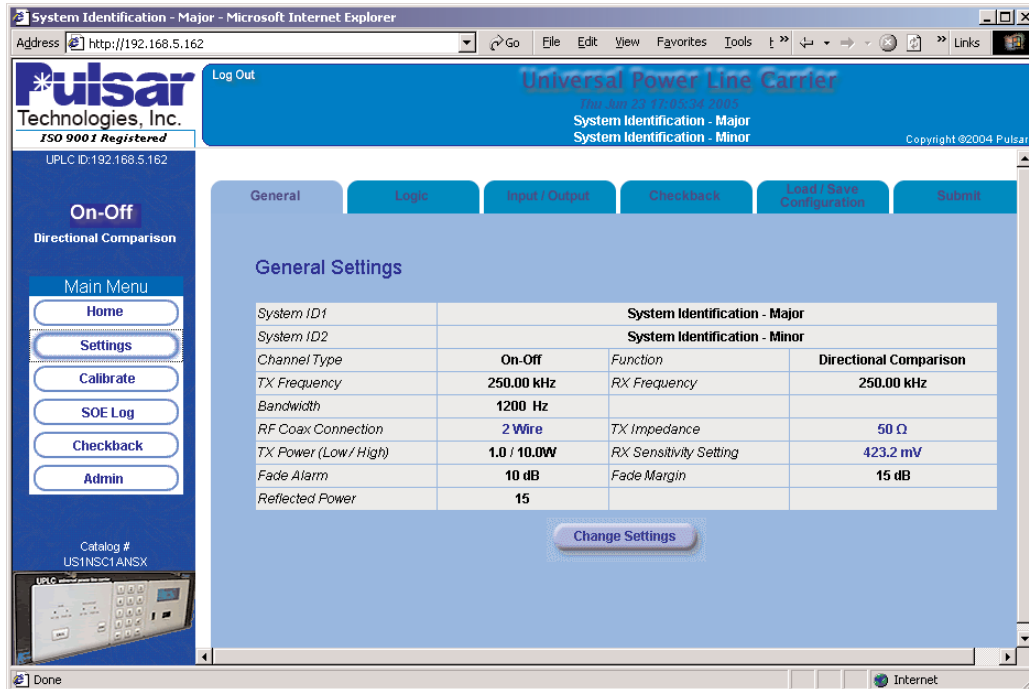 System Identification - Major - Microsoft Internet Explorer
Address http://192.168.5.162 Go File Edit View Favorites Tools Links
Pulsar
Technologies, Inc.
ISO 9001 Registered
Log Out
Universal Power Line Carrier
Thu Jun 23 17:05:34 2005
System Identification - Major
System Identification - Minor
Copyright ©2004 Pulsar
UPLC ID:192.168.5.162
On-Off
Directional Comparison
Main Menu
Home
Settings
Calibrate
SOE Log
Checkback
Admin
Catalog #
US1NSC1ANSX
UPLC universal power line carrier
General Logic Input / Output Checkback Load / Save Configuration Submit
General Settings
System ID1 System Identification - Major
System ID2 System Identification - Minor
Channel Type On-Off Function Directional Comparison
TX Frequency 250.00 kHz RX Frequency 250.00 kHz
Bandwidth 1200 Hz
RF Coax Connection 2 Wire TX Impedance 50 Ω
TX Power (Low / High) 1.0 / 10.0W RX Sensitivity Setting 423.2 mV
Fade Alarm 10 dB Fade Margin 15 dB
Reflected Power 15
Change Settings
Done
Internet